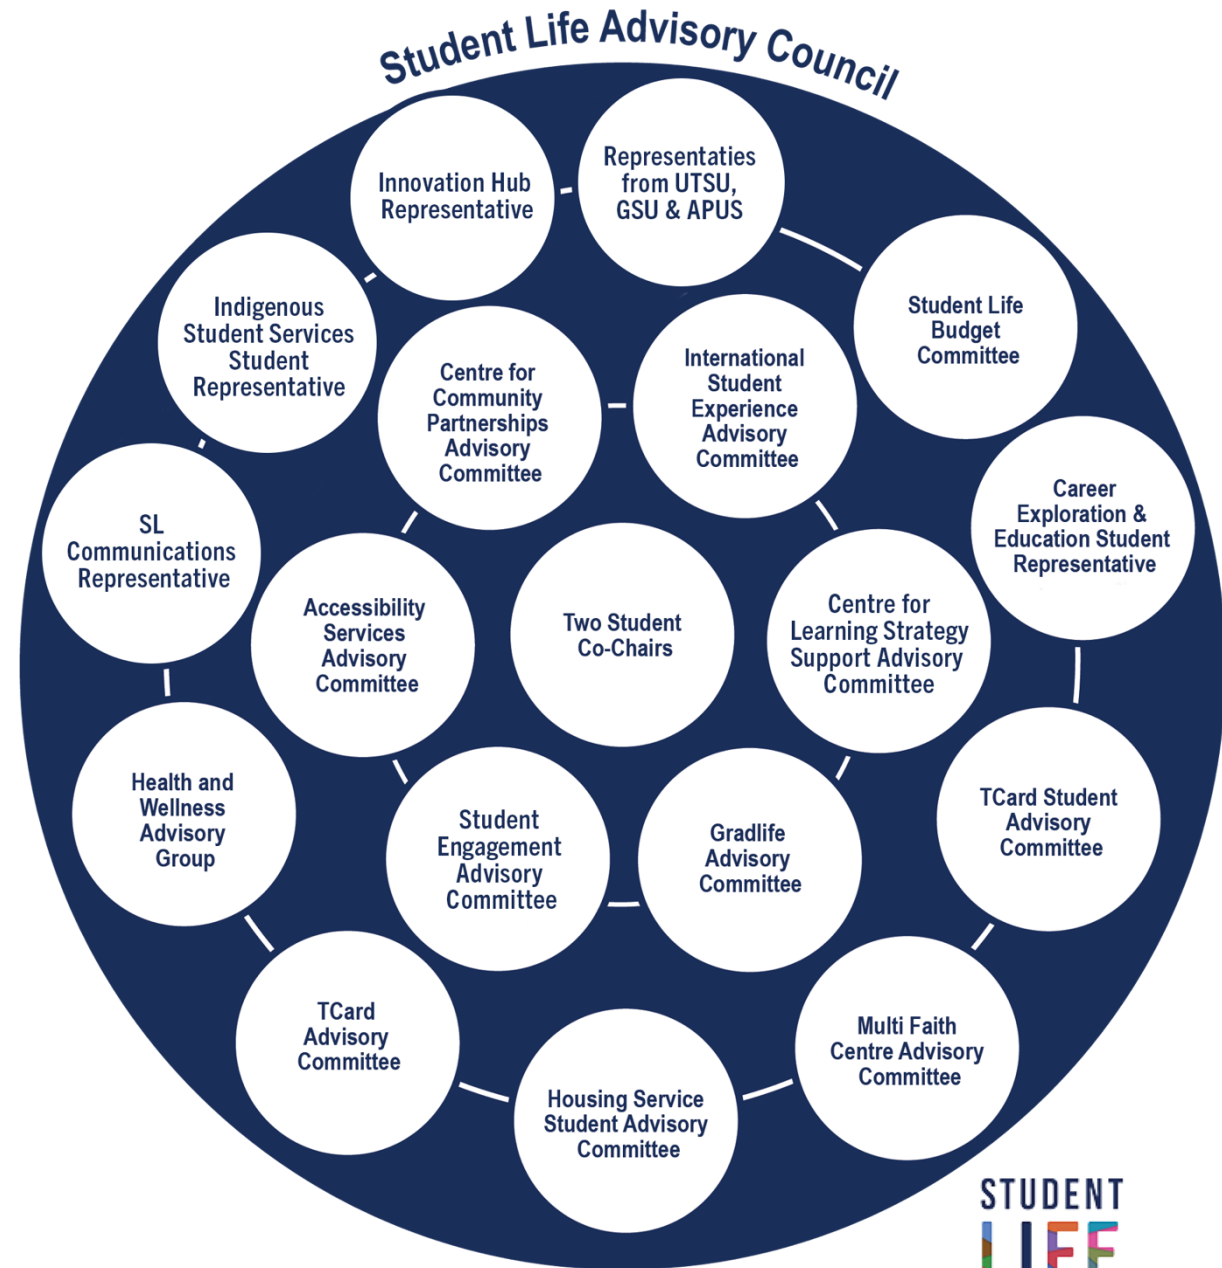 Student Life Advisory Council
Innovation Hub
Representative
Representaties
from UTSU,
GSU & APUS
Indigenous
Student Services
Student
Representative
Student Life
Budget
Committee
Centre for
Community
Partnerships
Advisory
Committee
International
Student
Experience
Advisory
Committee
SL
Communications
Representative
Career
Exploration &
Education Student
Representative
Accessibility
Services
Advisory
Committee
Two Student
Co-Chairs
Centre for
Learning Strategy
Support Advisory
Committee
Health and
Wellness
Advisory
Group
Student
Engagement
Advisory
Committee
Gradlife
Advisory
Committee
TCard Student
Advisory
Committee
TCard
Advisory
Committee
Housing Service
Student Advisory
Committee
Multi Faith
Centre Advisory
Committee
STUDENT
LIFE